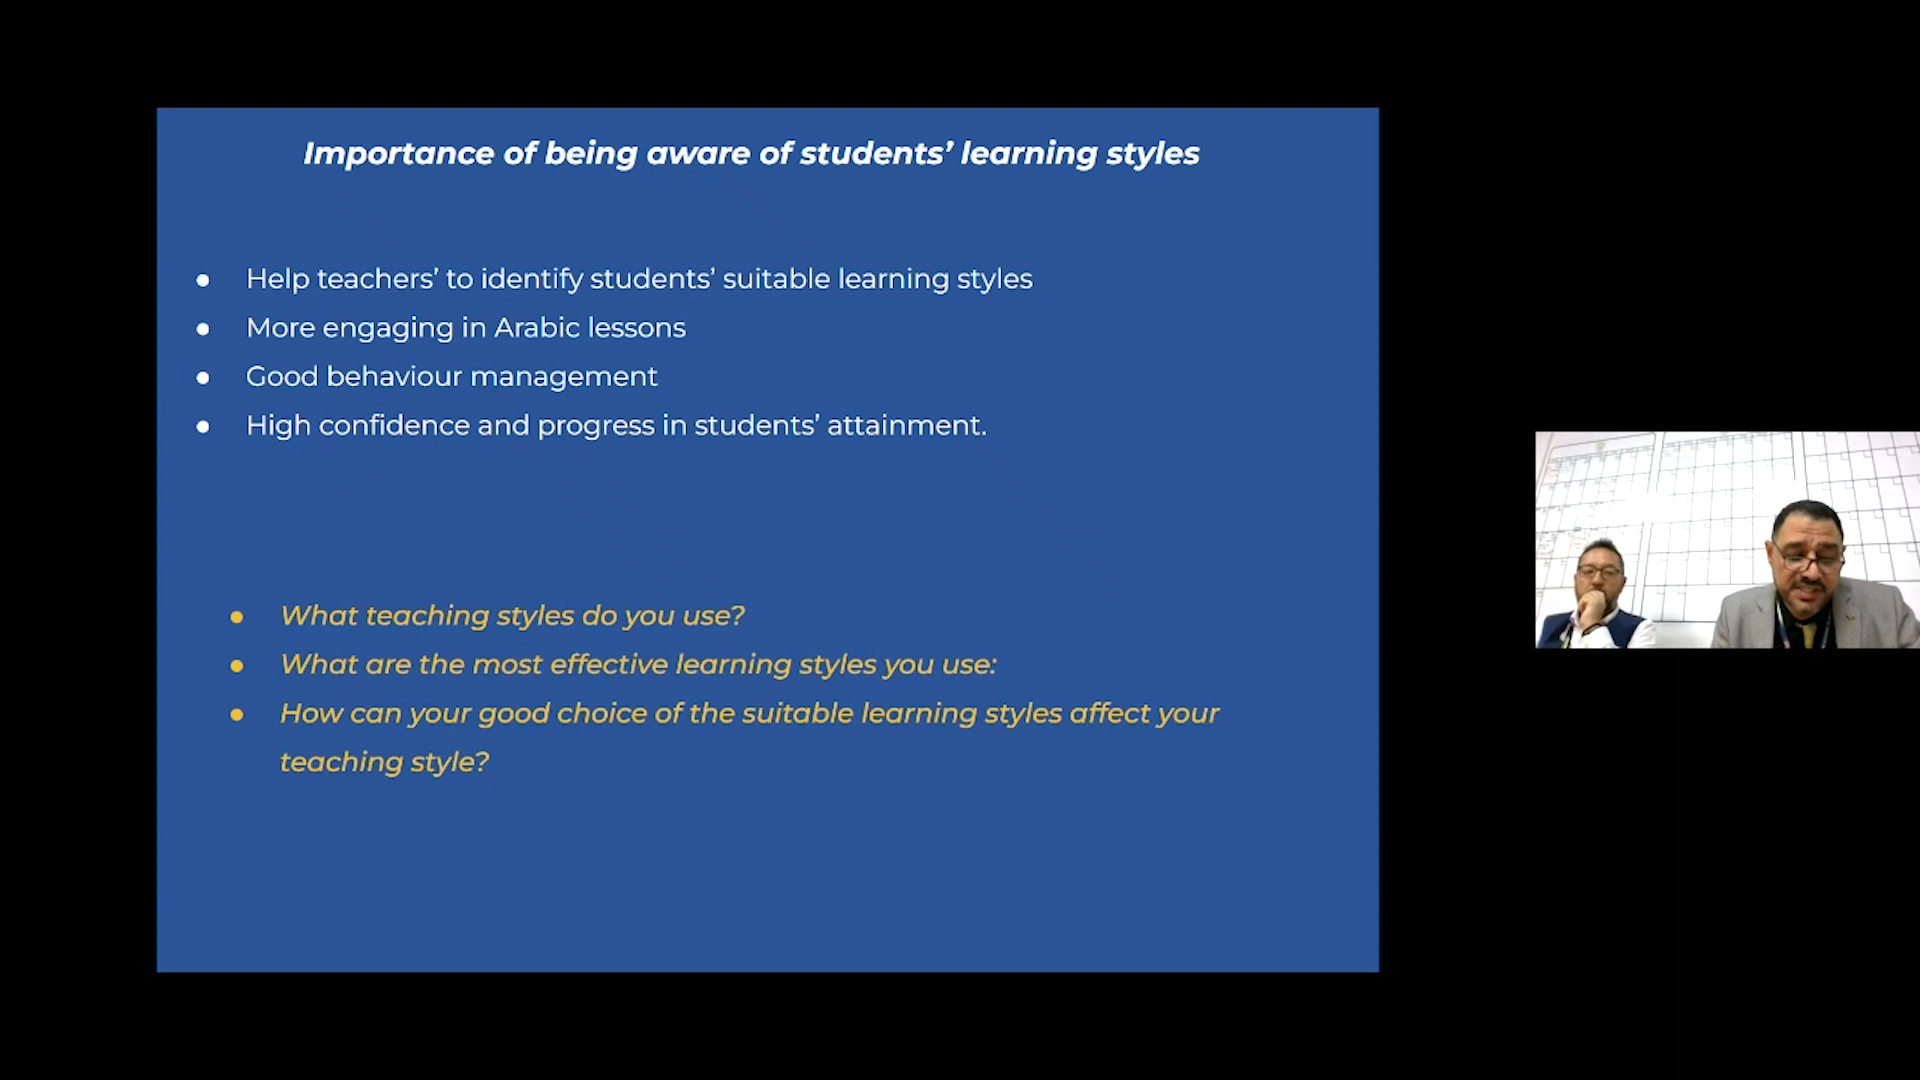 Importance of being aware of students’ learning styles
● Help teachers’ to identify students’ suitable learning styles
● More engaging in Arabic lessons
● Good behaviour management
● High confidence and progress in students’ attainment.
● What teaching styles do you use?
● What are the most effective learning styles you use:
● How can your good choice of the suitable learning styles affect your
teaching style?